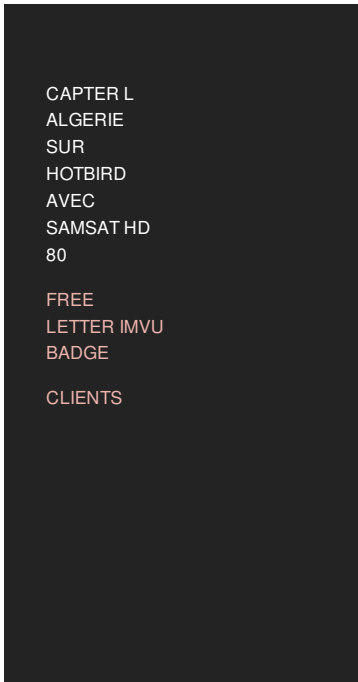 CAPTER L
ALGERIE
SUR
HOTBIRD
AVEC
SAMSAT HD
80
FREE
LETTER IMVU
BADGE
CLIENTS